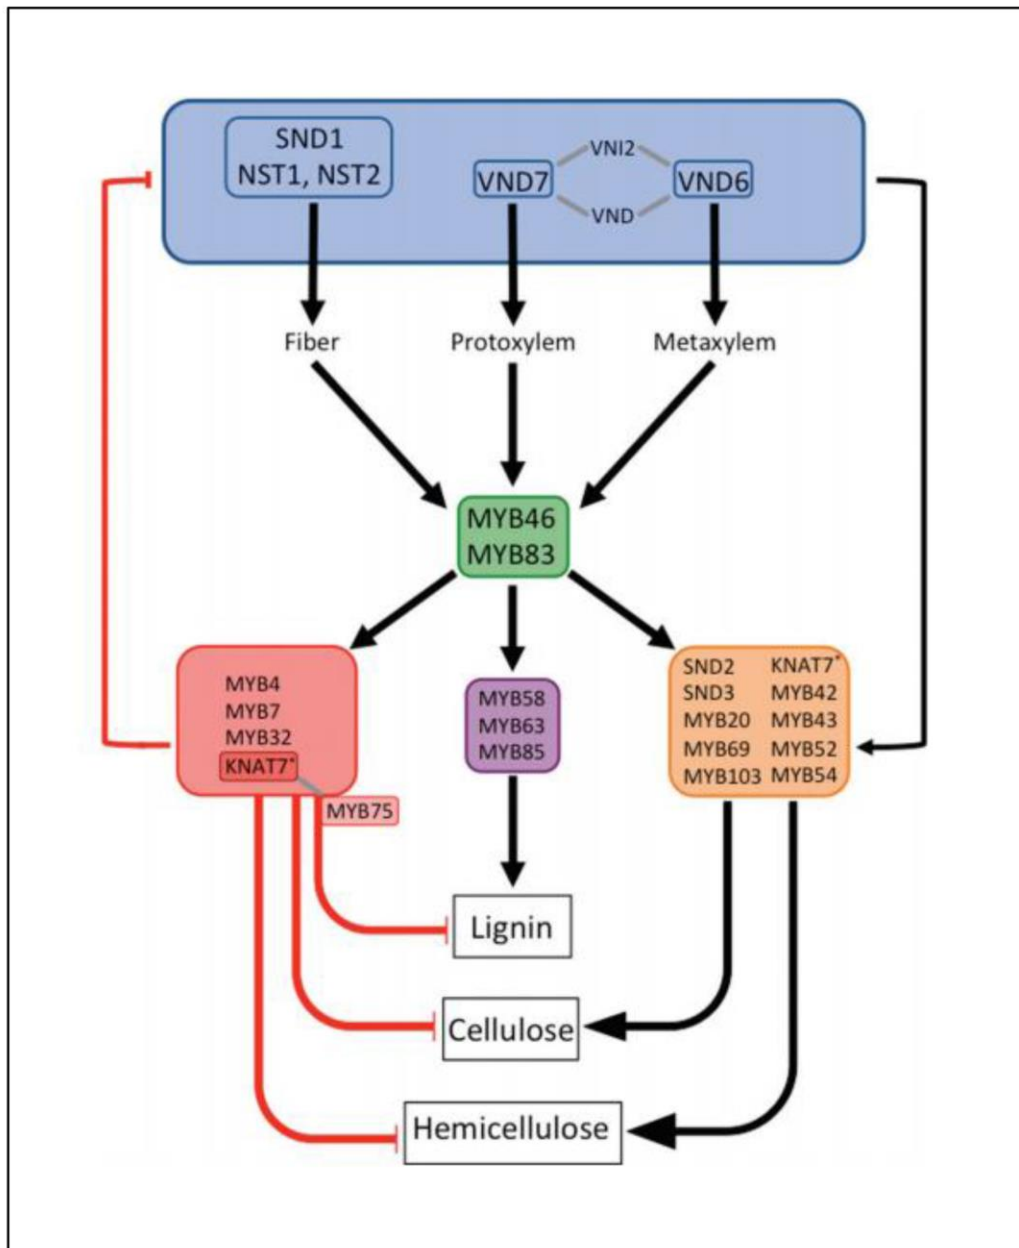 SND1
NST1, NST2
VNI2
VND7
VND6
VND
Fiber
Protoxylem
Metaxylem
MYB46
MYB83
MYB4
MYB7
MYB32
KNAT7*
MYB75
MYB58
MYB63
MYB85
SND2 KNAT7*
SND3 MYB42
MYB20 MYB43
MYB69 MYB52
MYB103 MYB54
Lignin
Cellulose
Hemicellulose